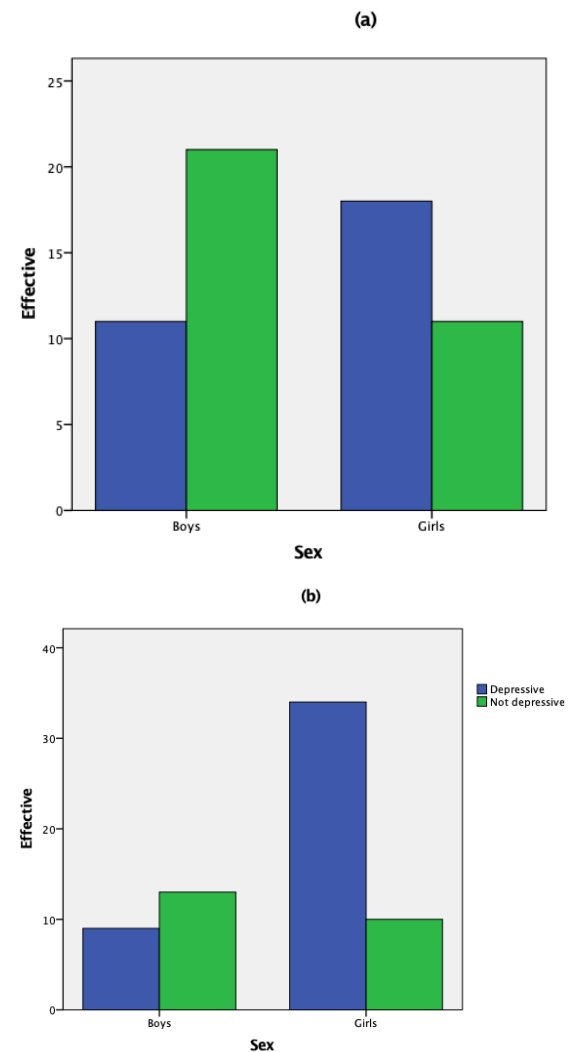 (a)
Effective
25
20
15
10
5
0
Boys
Girls
Sex
(b)
Effective
40
30
20
10
0
Boys
Girls
Sex
Depressive
Not depressive